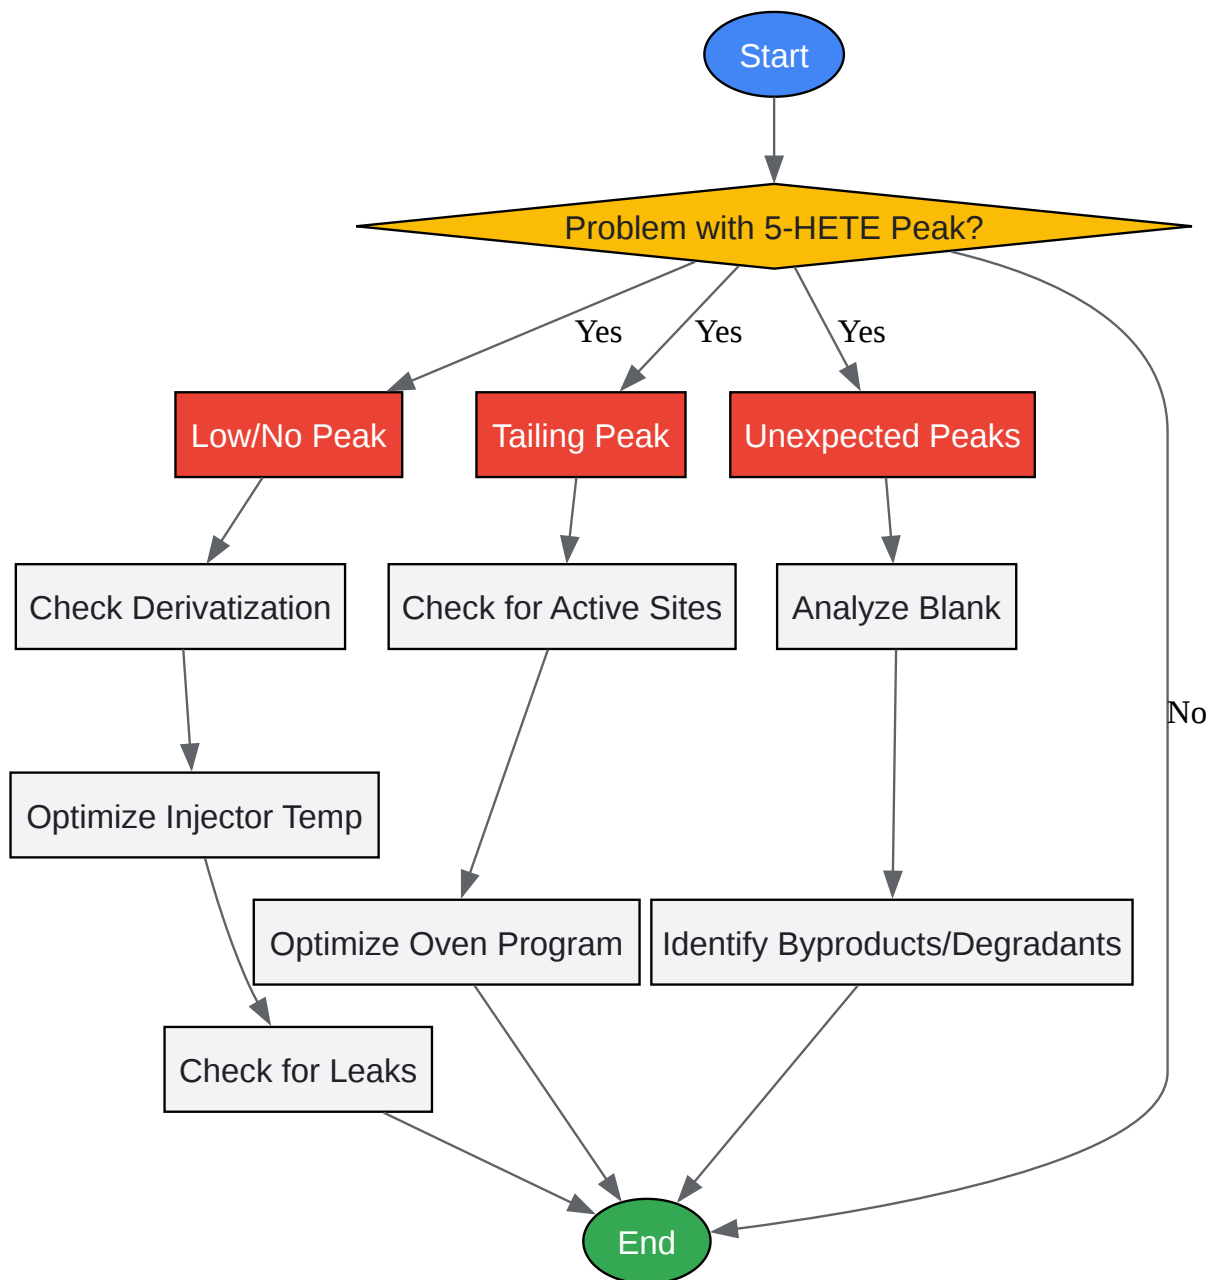 Start
Problem with 5-HETE Peak?
Yes
Yes
Yes
Low/No Peak
Tailing Peak
Unexpected Peaks
Check Derivatization
Check for Active Sites
Analyze Blank
No
Optimize Injector Temp
Optimize Oven Program
Identify Byproducts/Degradants
Check for Leaks
End